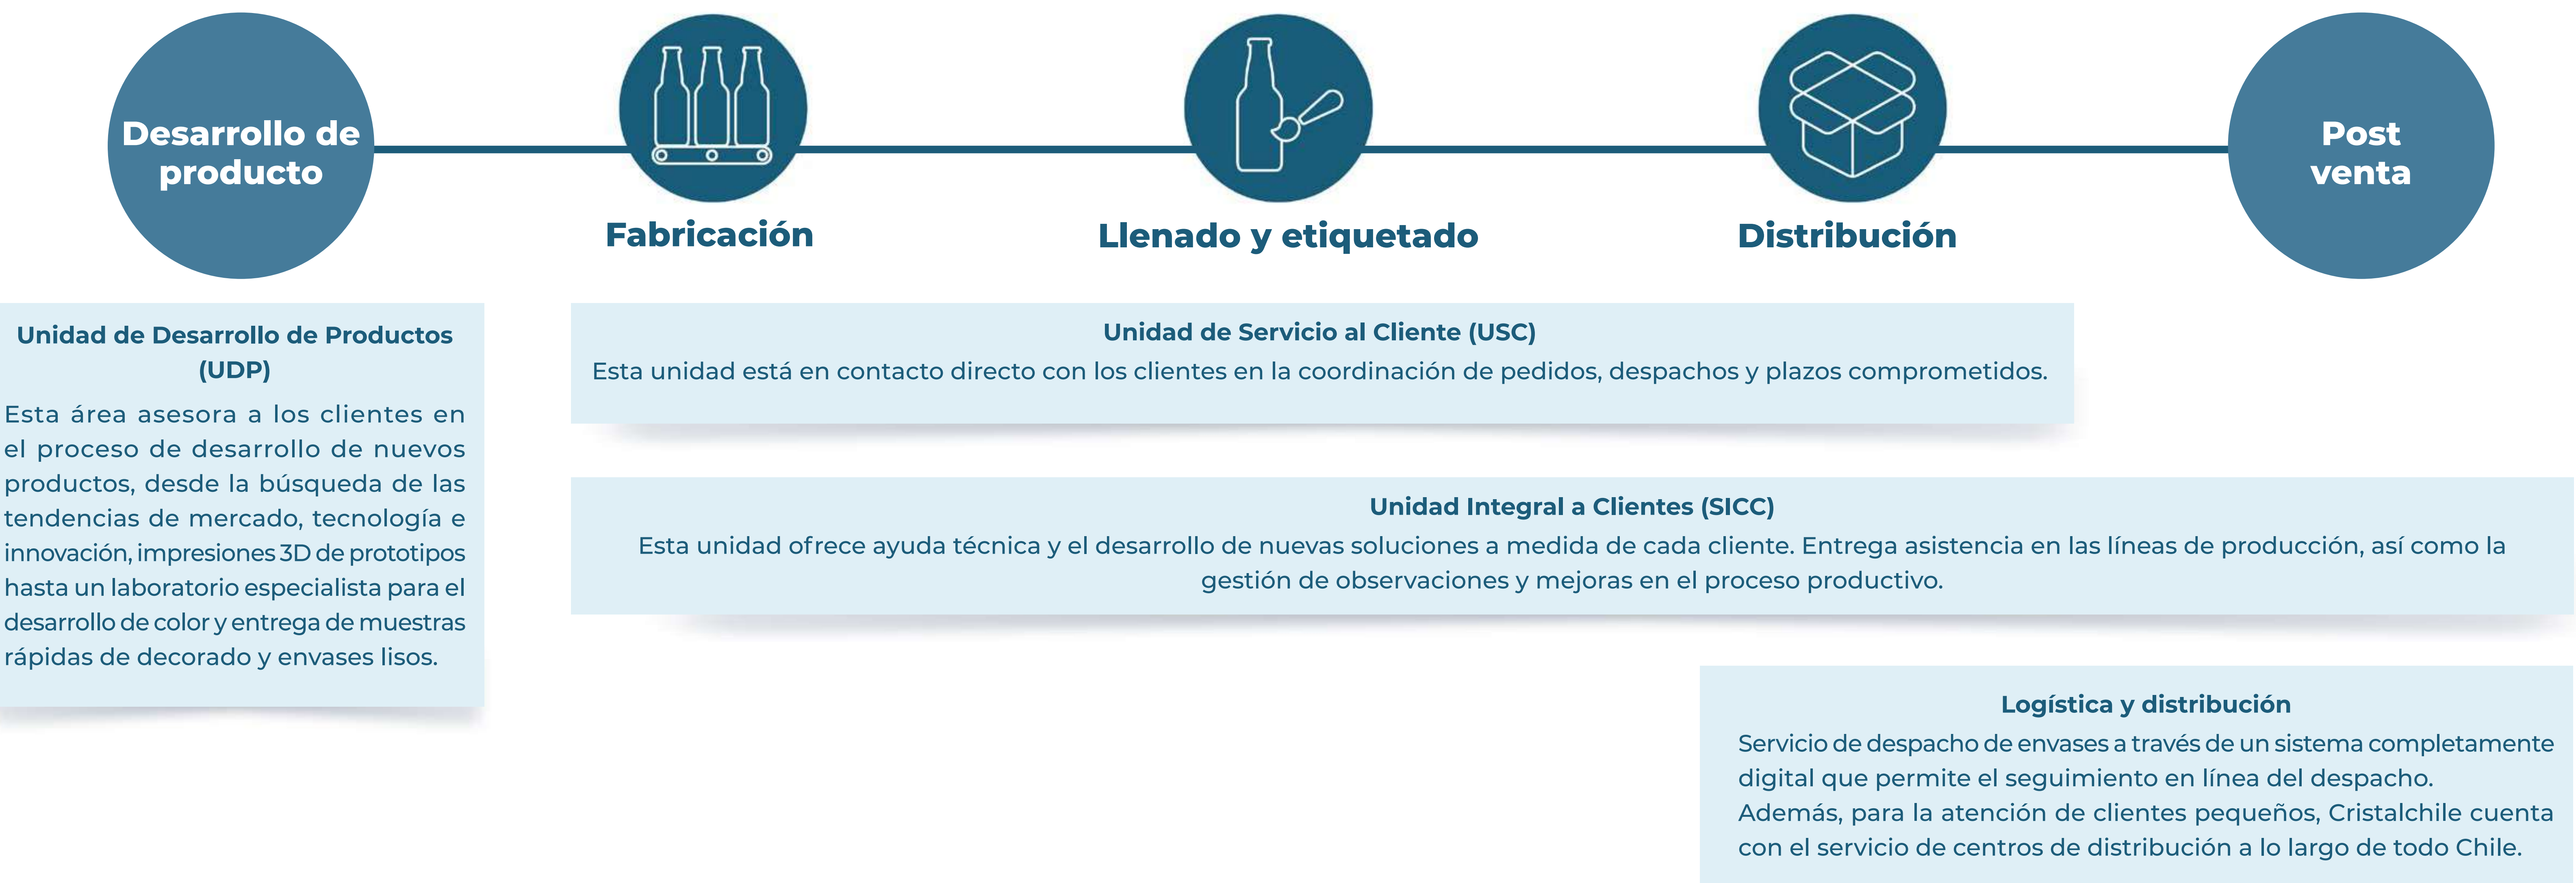 Desarrollo de
producto
Fabricación
Llenado y etiquetado
Distribución
Post
venta
Unidad de Desarrollo de Productos
(UDP)
Esta área asesora a los clientes en
el proceso de desarrollo de nuevos
productos, desde la búsqueda de las
tendencias de mercado, tecnología e
innovación, impresiones 3D de prototipos
hasta un laboratorio especialista para el
desarrollo de color y entrega de muestras
rápidas de decorado y envases lisos.
Unidad de Servicio al Cliente (USC)
Esta unidad está en contacto directo con los clientes en la coordinación de pedidos, despachos y plazos comprometidos.
Unidad Integral a Clientes (SICC)
Esta unidad ofrece ayuda técnica y el desarrollo de nuevas soluciones a medida de cada cliente. Entrega asistencia en las líneas de producción, así como la
gestión de observaciones y mejoras en el proceso productivo.
Logística y distribución
Servicio de despacho de envases a través de un sistema completamente
digital que permite el seguimiento en línea del despacho.
Además, para la atención de clientes pequeños, Cristalchile cuenta
con el servicio de centros de distribución a lo largo de todo Chile.